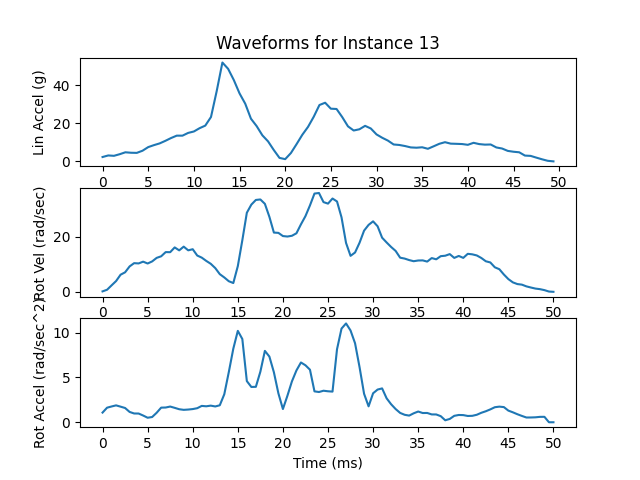 Waveforms for Instance 13
Lin Accel (g)
40
20
0
0 5 10 15 20 25 30 35 40 45 50
Rot Vel (rad/sec)
20
0
0 5 10 15 20 25 30 35 40 45 50
Rot Accel (rad/sec^2)
10
5
0
0 5 10 15 20 25 30 35 40 45 50
Time (ms)